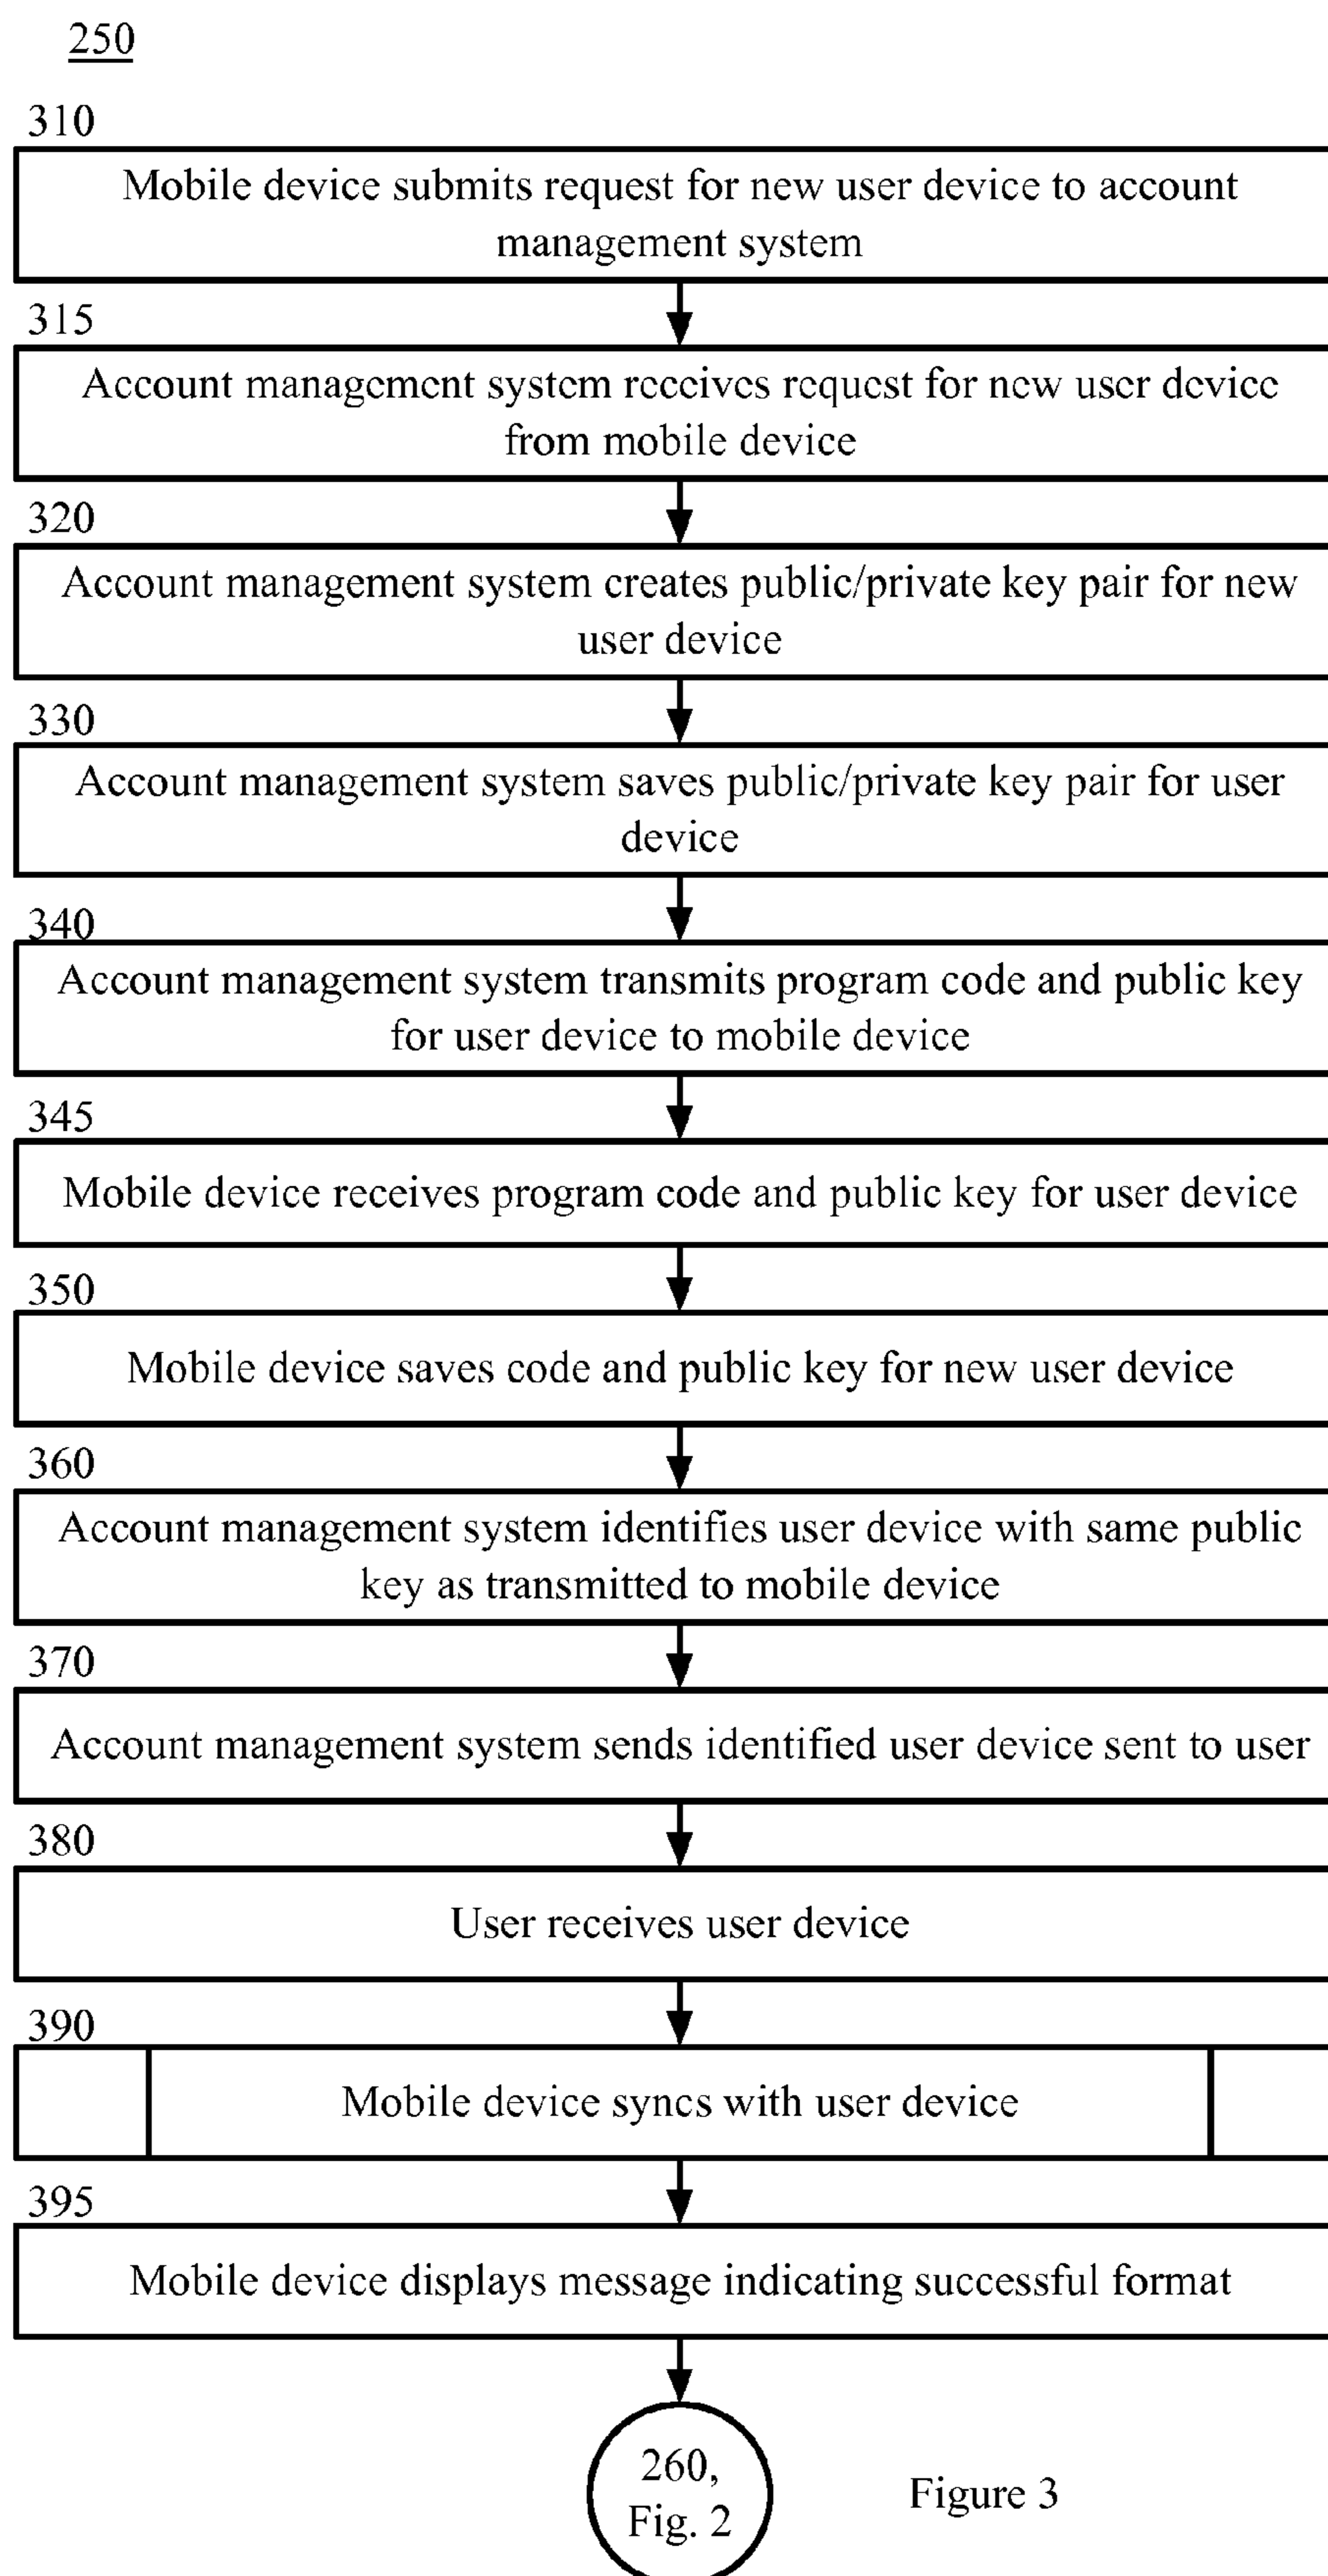 250
310
Mobile device submits request for new user device to account
management system
315
Account management system receives request for new user device
from mobile device
320
Account management system creates public/private key pair for new
user device
330
Account management system saves public/private key pair for user
device
340
Account management system transmits program code and public key
for user device to mobile device
345
Mobile device receives program code and public key for user device
350
Mobile device saves code and public key for new user device
360
Account management system identifies user device with same public
key as transmitted to mobile device
370
Account management system sends identified user device sent to user
380
User receives user device
390
Mobile device syncs with user device
395
Mobile device displays message indicating successful format
260,
Fig. 2
Figure 3